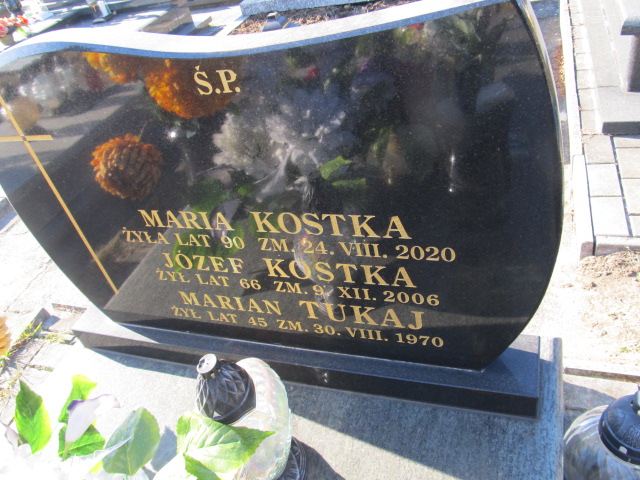 Ś.P.
MARIA KOSTKA
ŻYŁA LAT 90 ZM. 24. VIII. 2020
JÓZEF KOSTKA
ŻYŁ LAT 66 ZM. 9. XII. 2006
MARIAN TUKAJ
ŻYŁ LAT 45 ZM. 30. VIII. 1970